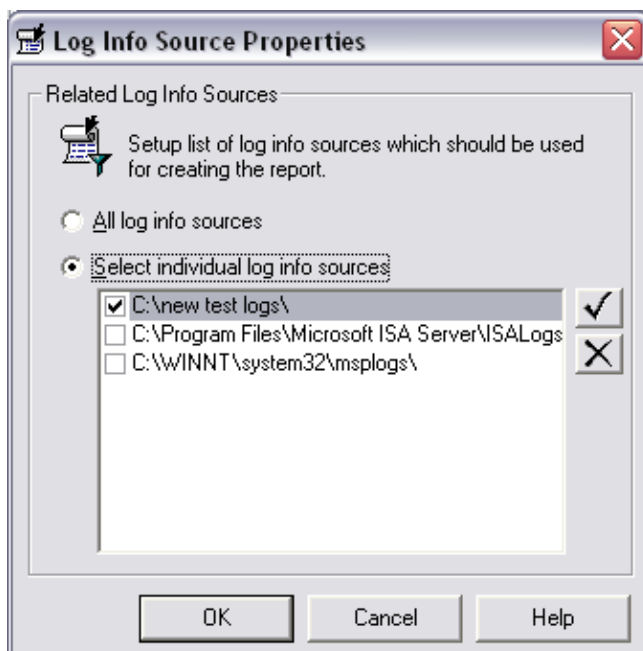 Log Info Source Properties
Related Log Info Sources
Setup list of log info sources which should be used
for creating the report.
All log info sources
Select individual log info sources
C:\new test logs\
C:\Program Files\Microsoft ISA Server\ISALogs
C:\WINNT\system32\msplogs\
OK Cancel Help